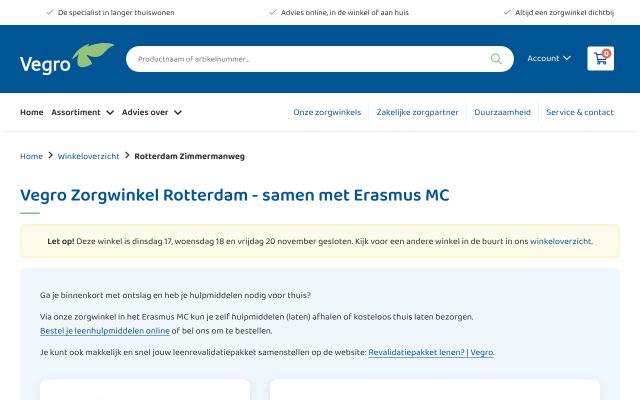 De specialist in langer thuiswonen
Advies online, in de winkel of aan huis
Altijd een zorgwinkel dichtbij
Vegro
Productnaam of artikelnummer...
Account
0
Home
Assortiment
Advies over
Onze zorgwinkels
Zakelijke zorgpartner
Duurzaamheid
Service & contact
Home
Winkeloverzicht
Rotterdam Zimmermanweg
Vegro Zorgwinkel Rotterdam - samen met Erasmus MC
Let op! Deze winkel is dinsdag 17, woensdag 18 en vrijdag 20 november gesloten. Kijk voor een andere winkel in de buurt in ons winkeloverzicht.
Ga je binnenkort met ontslag en heb je hulpmiddelen nodig voor thuis?
Via onze zorgwinkel in het Erasmus MC kun je zelf hulpmiddelen (laten) afhalen of kosteloos thuis laten bezorgen.
Bestel je leenhulpmiddelen online of bel ons om te bestellen.
Je kunt ook makkelijk en snel jouw leenrevalidatiepakket samenstellen op de website: Revalidatiepakket lenen? | Vegro.